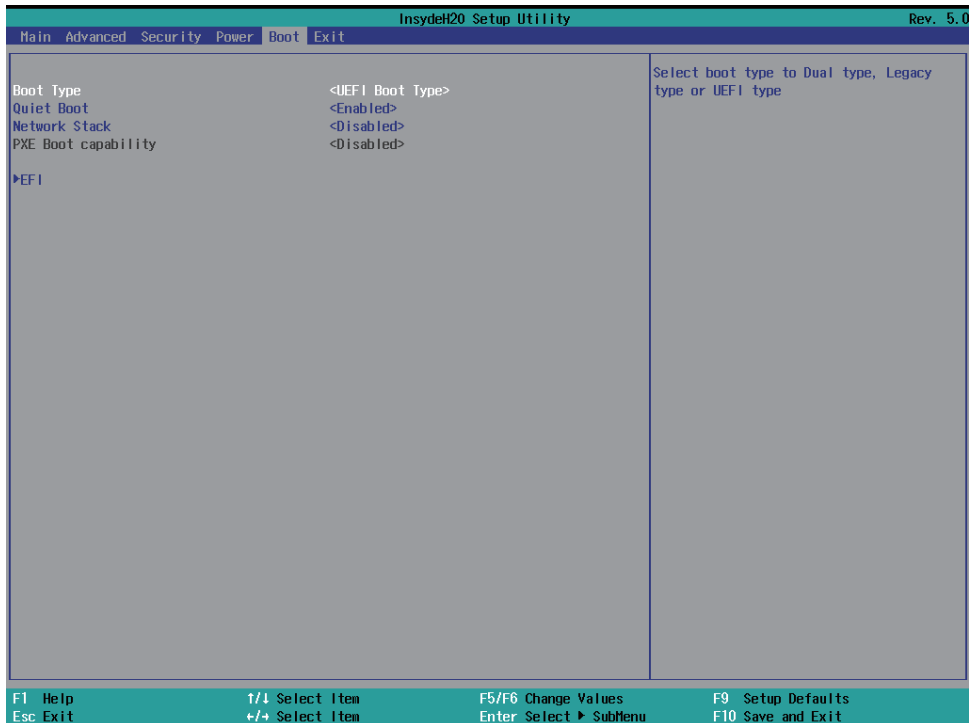 InsydeH2O Setup Utility Rev. 5.0
Main Advanced Security Power Boot Exit
Boot Type <UEFI Boot Type>
Quiet Boot <Enabled>
Network Stack <Disabled>
PXE Boot capability <Disabled>
▶EFI
Select boot type to Dual type, Legacy
type or UEFI type
F1 Help ↑/↓ Select Item F5/F6 Change Values F9 Setup Defaults
Esc Exit ←/→ Select Item Enter Select ▶ SubMenu F10 Save and Exit